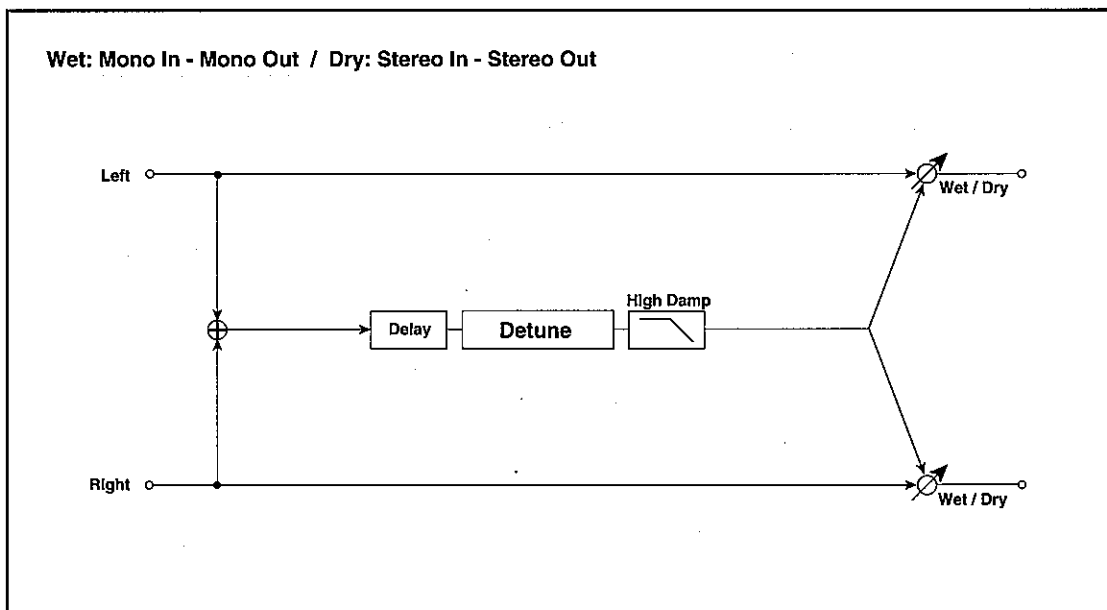 Wet: Mono In - Mono Out / Dry: Stereo In - Stereo Out
Left
Wet / Dry
High Damp
Delay
Detune
Right
Wet / Dry